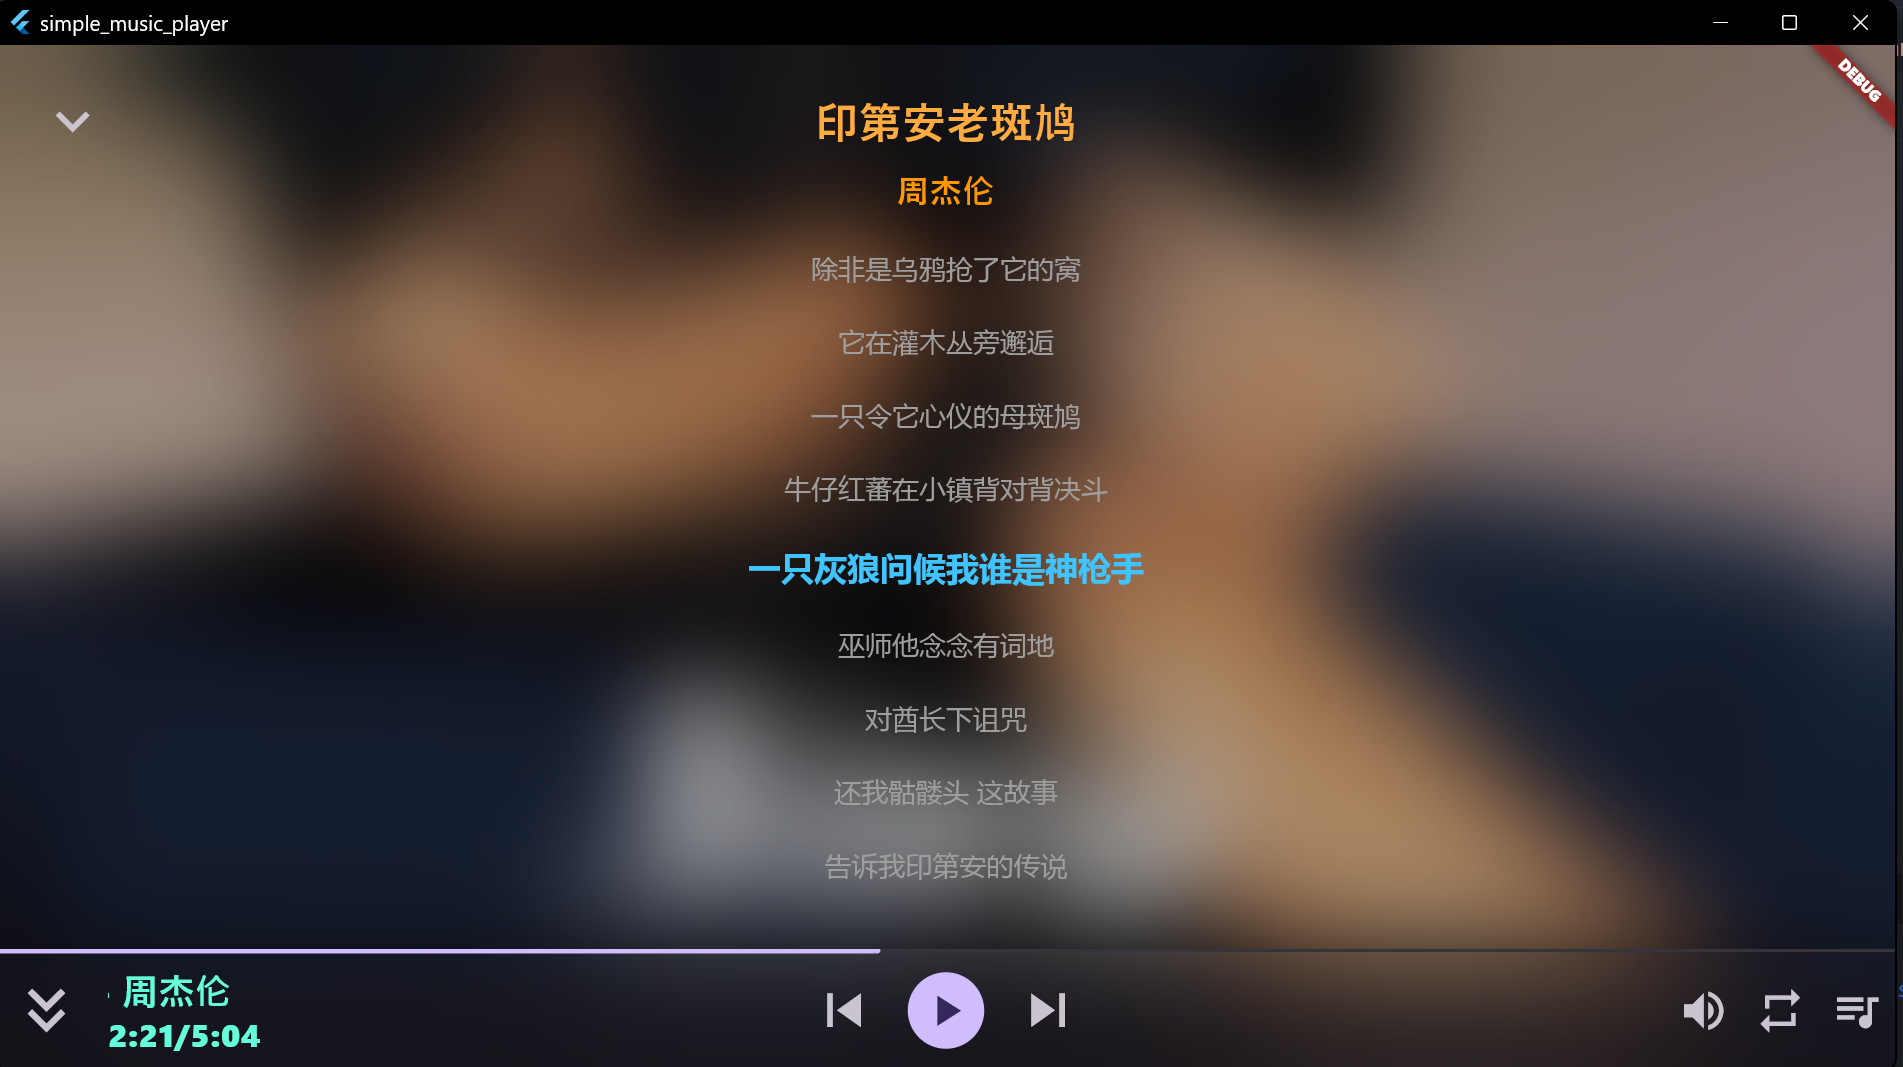 simple_music_player
DEBUG
印第安老斑鸠
周杰伦
除非是乌鸦抢了它的窝
它在灌木丛旁邂逅
一只令它心仪的母斑鸠
牛仔红蕃在小镇背对背决斗
一只灰狼问候我谁是神枪手
巫师他念念有词地
对酋长下诅咒
还我骷髅头 这故事
告诉我印第安的传说
周杰伦
2:21/5:04